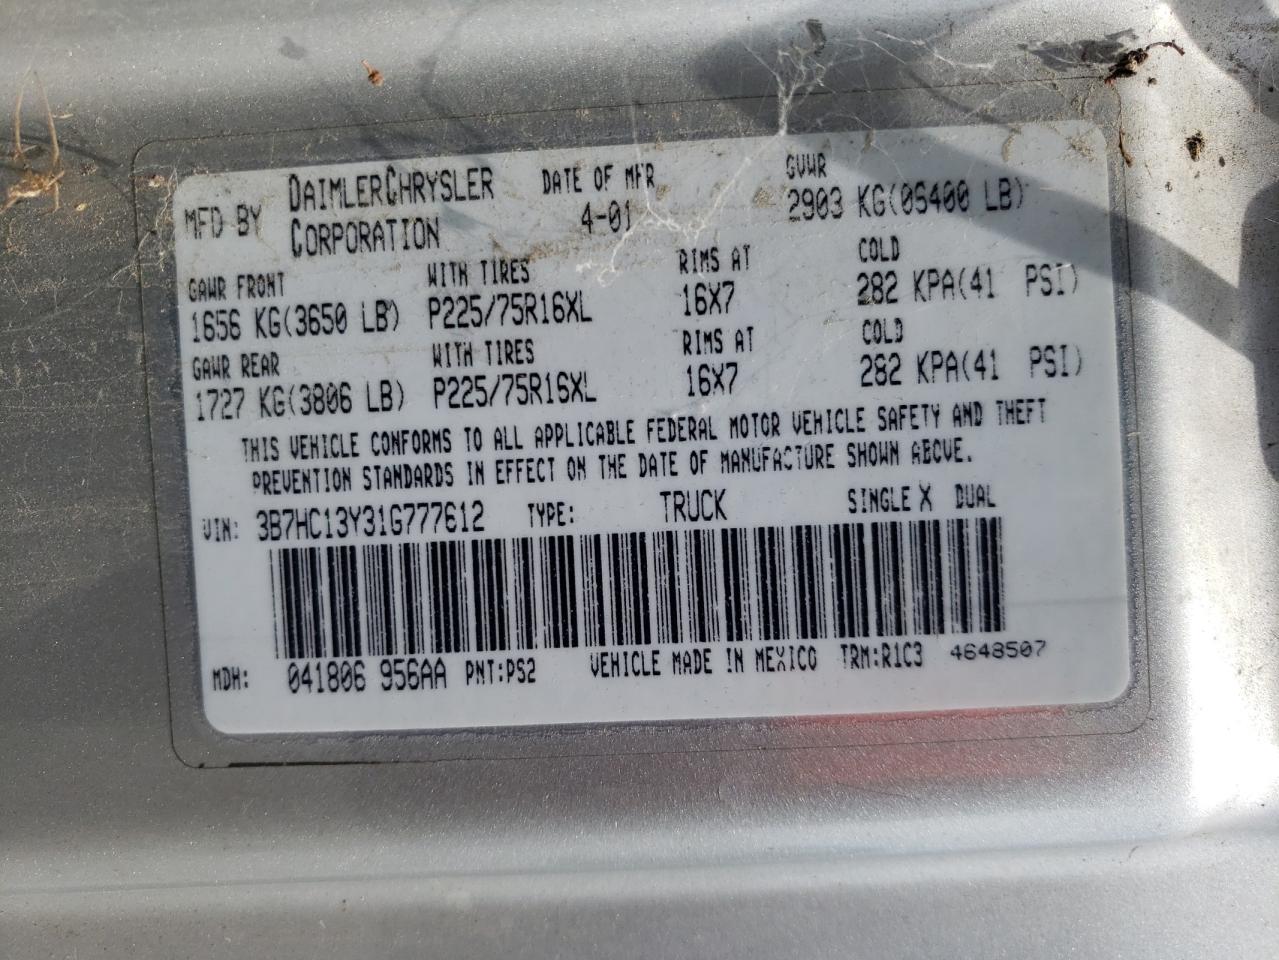 MFD BY DAIMLERCHRYSLER CORPORATION DATE OF MFR 4-01 GVWR 2903 KG(06400 LB)
GAWR FRONT WITH TIRES RIMS AT COLD
1656 KG(3650 LB) P225/75R16XL 16X7 282 KPA(41 PSI)
GAWR REAR WITH TIRES RIMS AT COLD
1727 KG(3806 LB) P225/75R16XL 16X7 282 KPA(41 PSI)
THIS VEHICLE CONFORMS TO ALL APPLICABLE FEDERAL MOTOR VEHICLE SAFETY AND THEFT
PREVENTION STANDARDS IN EFFECT ON THE DATE OF MANUFACTURE SHOWN ABOVE.
VIN: 3B7HC13Y31G777612 TYPE: TRUCK SINGLE X DUAL
MDH: 041806 956AA PNT:PS2 VEHICLE MADE IN MEXICO TRM:R1C3 4648507